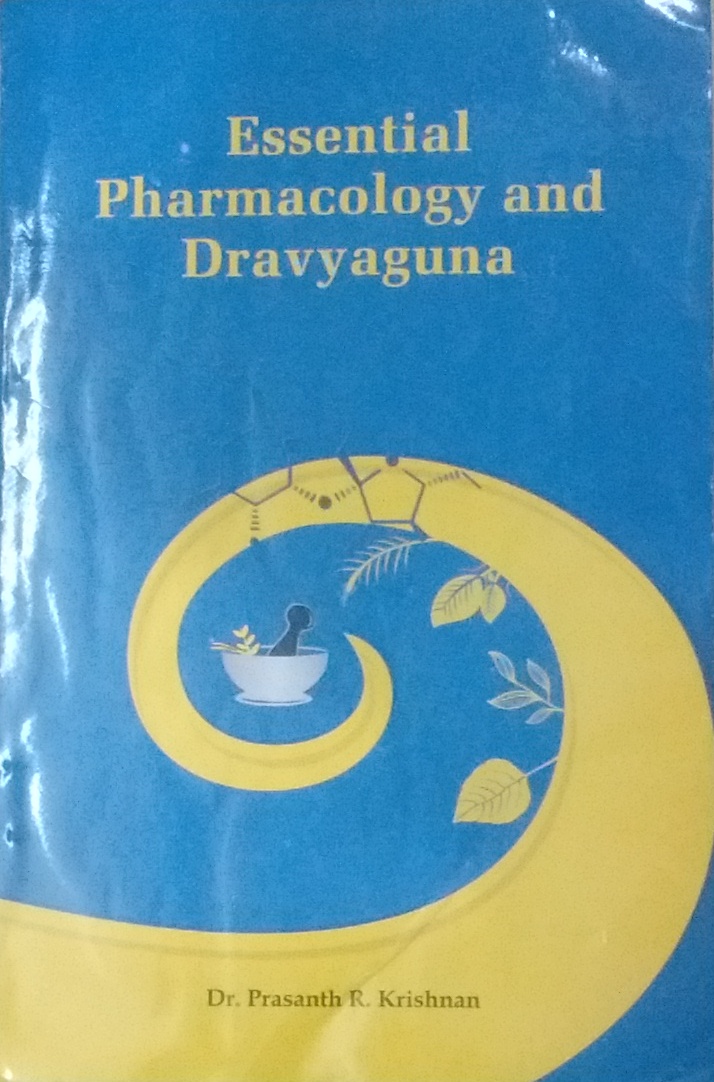 Essential
Pharmacology and
Dravyaguna
Dr. Prasanth R. Krishnan